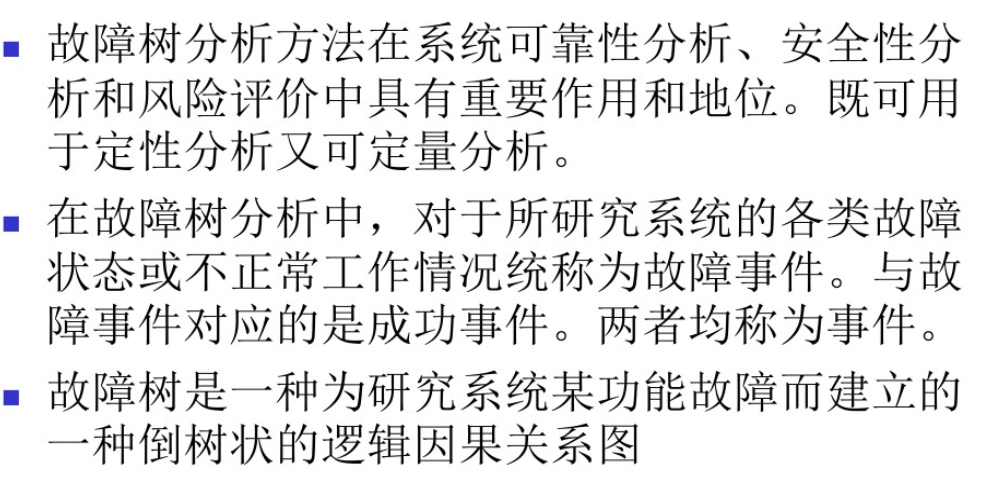 故障树分析方法在系统可靠性分析、安全性分
析和风险评价中具有重要作用和地位。既可用
于定性分析又可定量分析。
在故障树分析中，对于所研究系统的各类故障
状态或不正常工作情况统称为故障事件。与故
障事件对应的是成功事件。两者均称为事件。
故障树是一种为研究系统某功能故障而建立的
一种倒树状的逻辑因果关系图